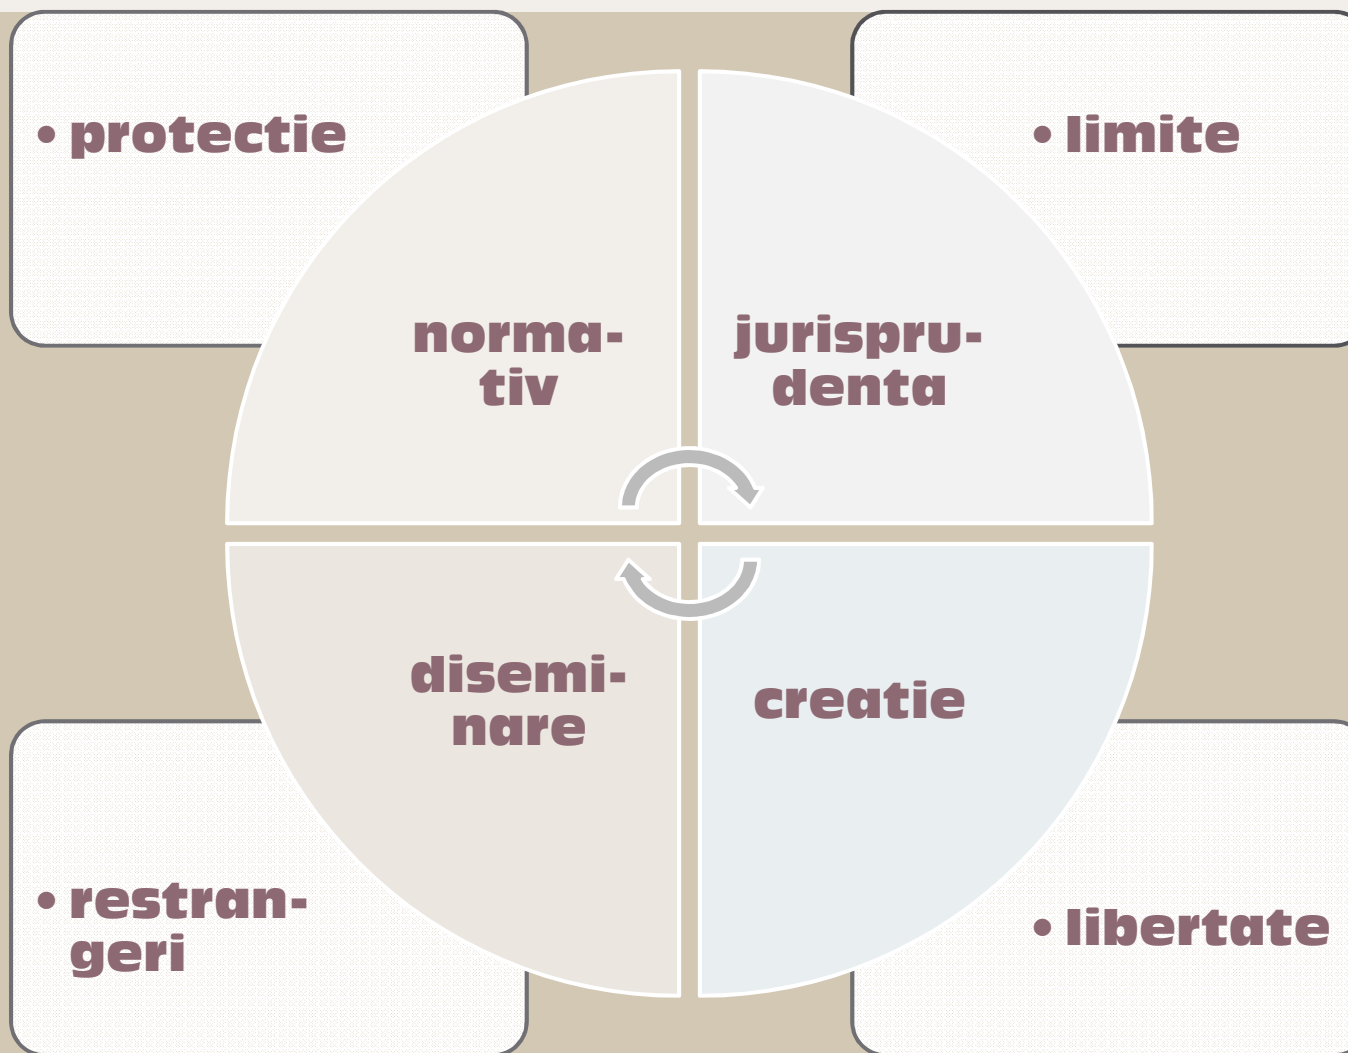 • protectie
• limite
norma-
tiv
jurispru-
denta
disemi-
nare
creatie
• restran-
geri
• libertate